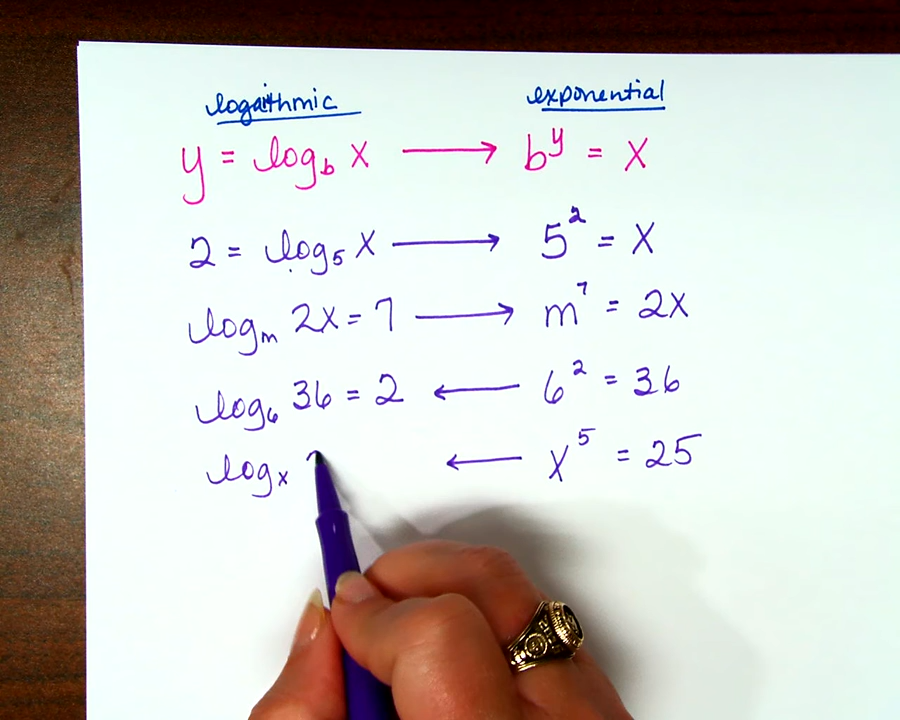 logarithmic exponential
y = log_b x ⟶ b^y = x
2 = log_5 x ⟶ 5^2 = x
log_m 2x = 7 ⟶ m^7 = 2x
log_6 36 = 2 ⟵ 6^2 = 36
log_x ⟵ x^5 = 25